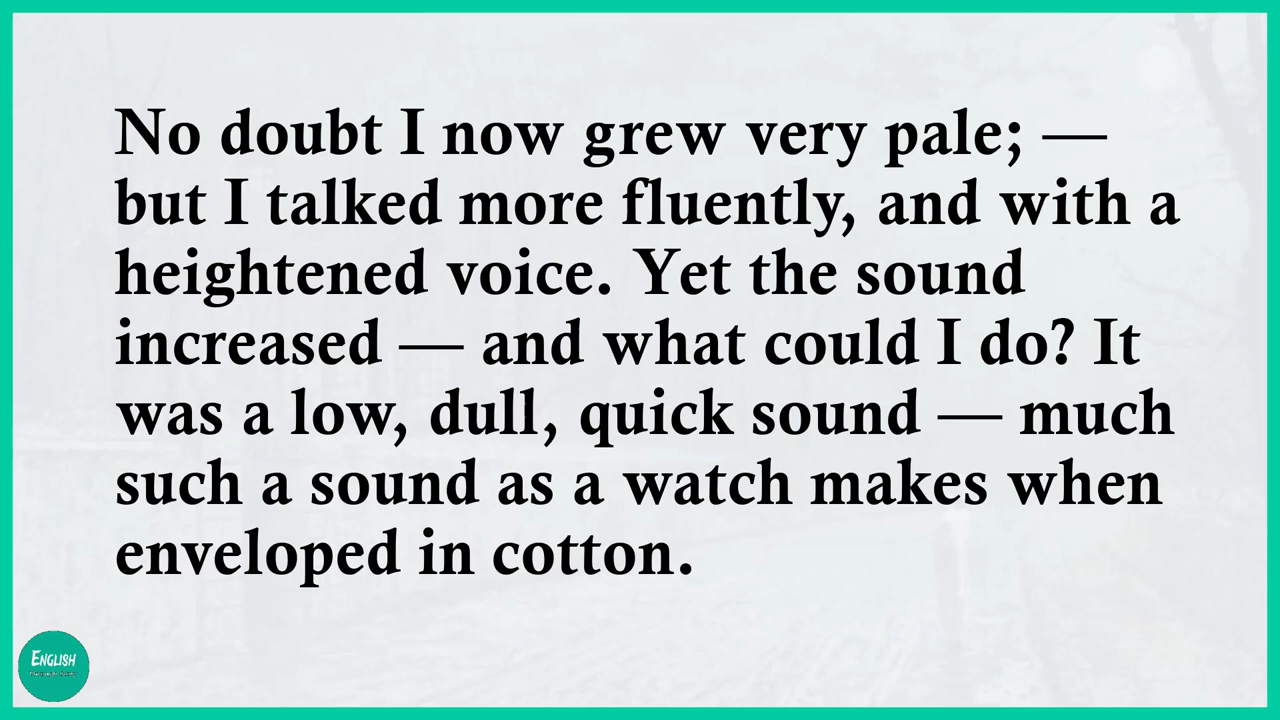 No doubt I now grew very pale; —
but I talked more fluently, and with a
heightened voice. Yet the sound
increased — and what could I do? It
was a low, dull, quick sound — much
such a sound as a watch makes when
enveloped in cotton.
ENGLISH